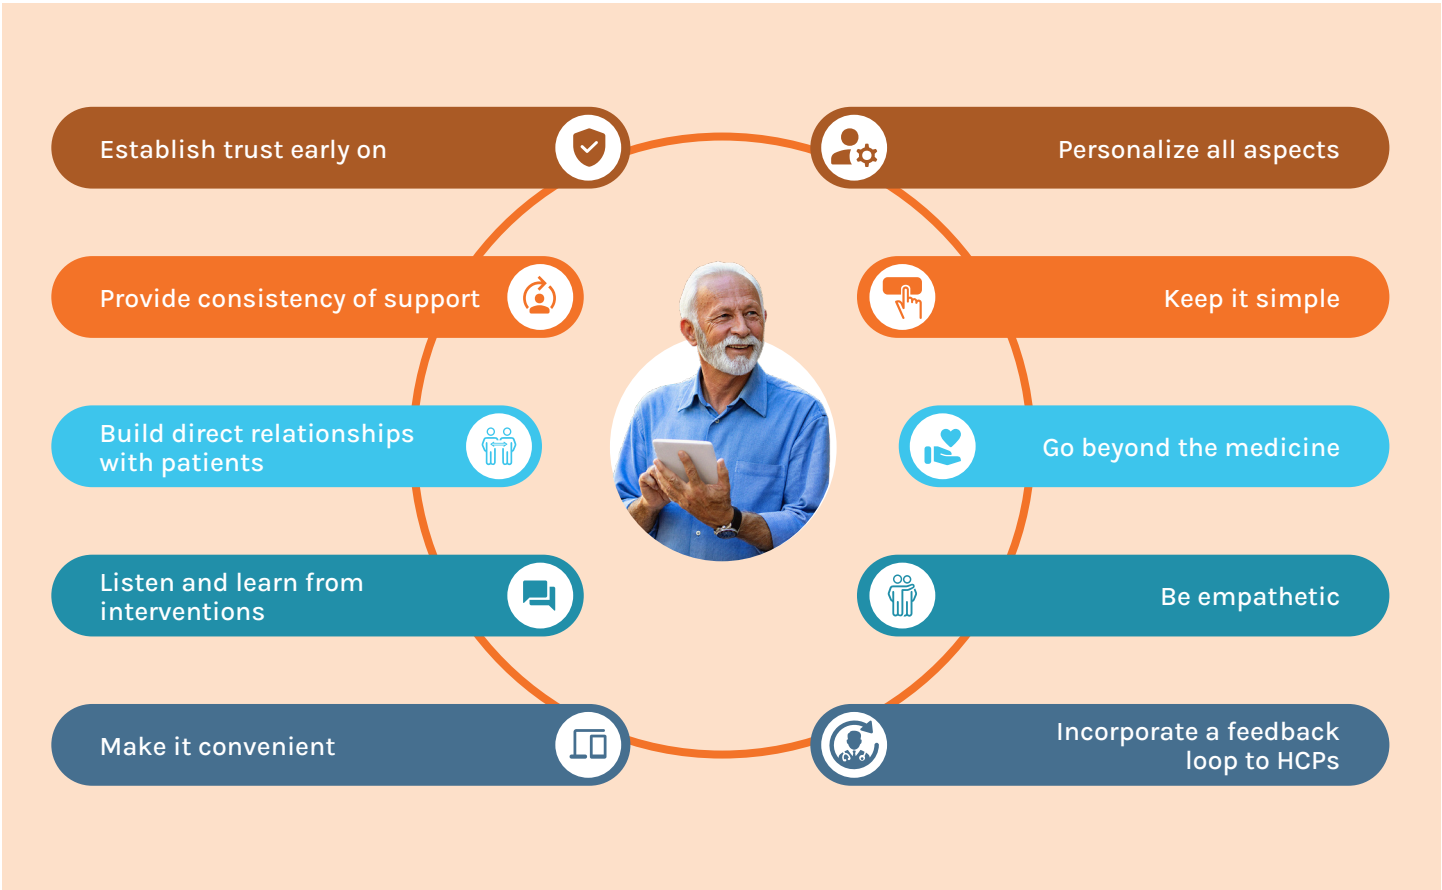 Establish trust early on
Personalize all aspects
Provide consistency of support
Keep it simple
Build direct relationships
with patients
Go beyond the medicine
Listen and learn from
interventions
Be empathetic
Make it convenient
Incorporate a feedback
loop to HCPs